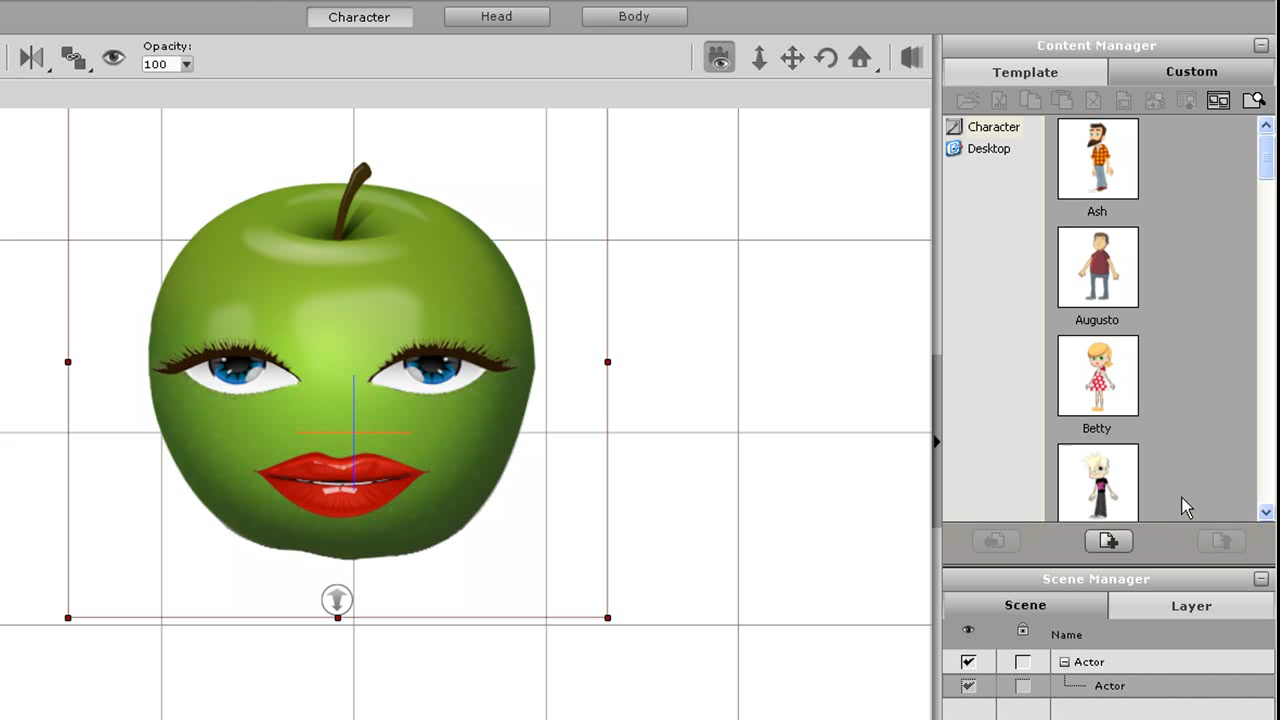 Character
Head
Body
Opacity:
100
Content Manager
Template
Custom
Character
Desktop
Ash
Augusto
Betty
Scene Manager
Scene
Layer
Name
Actor
Actor